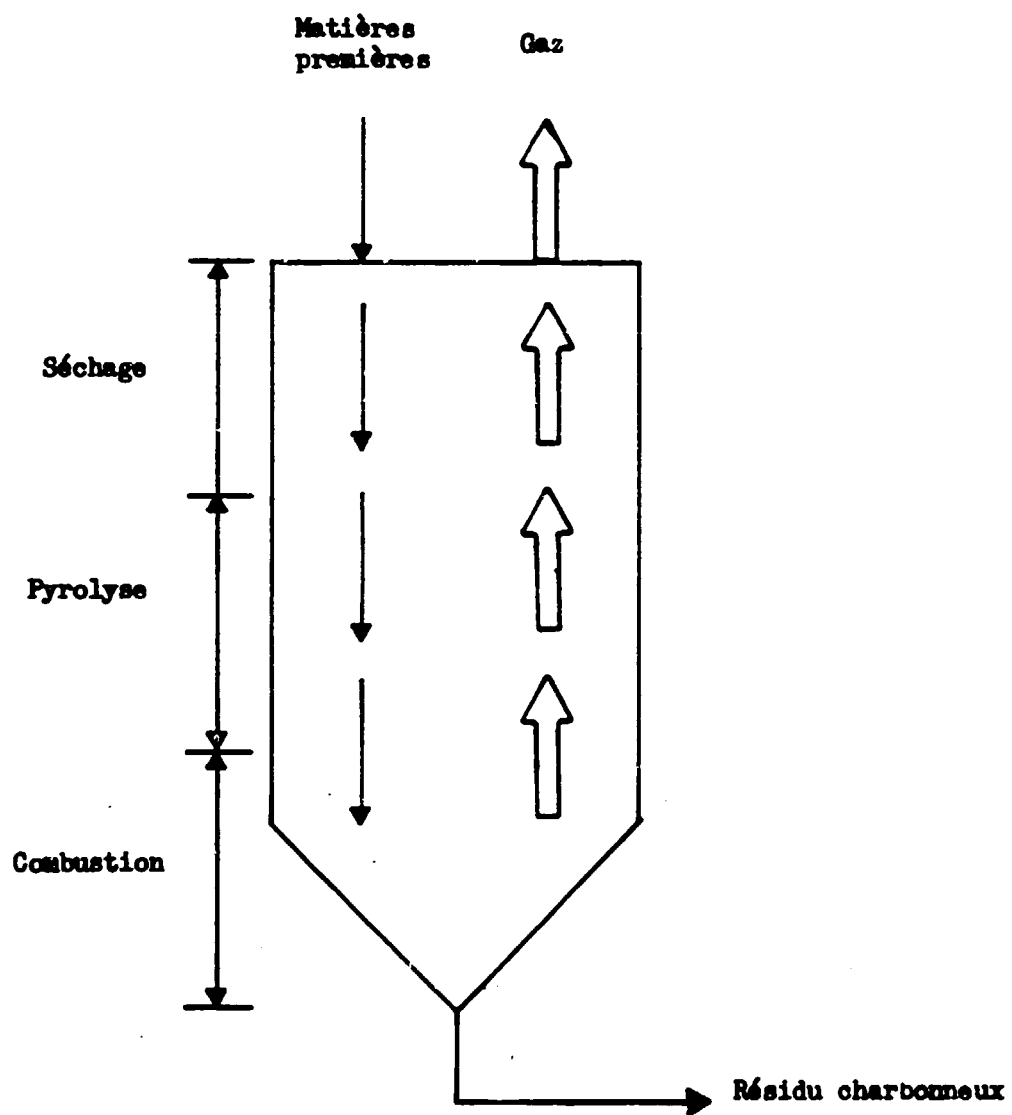 Matières
premières
Gaz
Séchage
Pyrolyse
Combustion
Résidu charbonneux